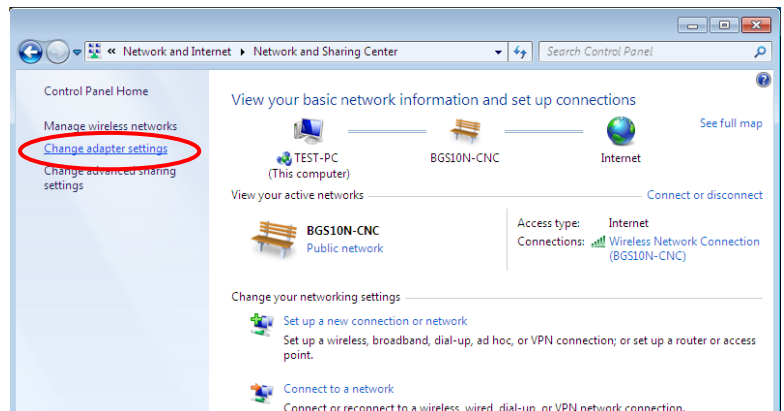 « Network and Internet ▸ Network and Sharing Center
Search Control Panel
Control Panel Home
Manage wireless networks
Change adapter settings
Change advanced sharing
settings
View your basic network information and set up connections
See full map
TEST-PC
(This computer)
BGS10N-CNC
Internet
View your active networks
Connect or disconnect
BGS10N-CNC
Public network
Access type: Internet
Connections: Wireless Network Connection
(BGS10N-CNC)
Change your networking settings
Set up a new connection or network
Set up a wireless, broadband, dial-up, ad hoc, or VPN connection; or set up a router or access
point.
Connect to a network
Connect or reconnect to a wireless, wired, dial-up, or VPN network connection.